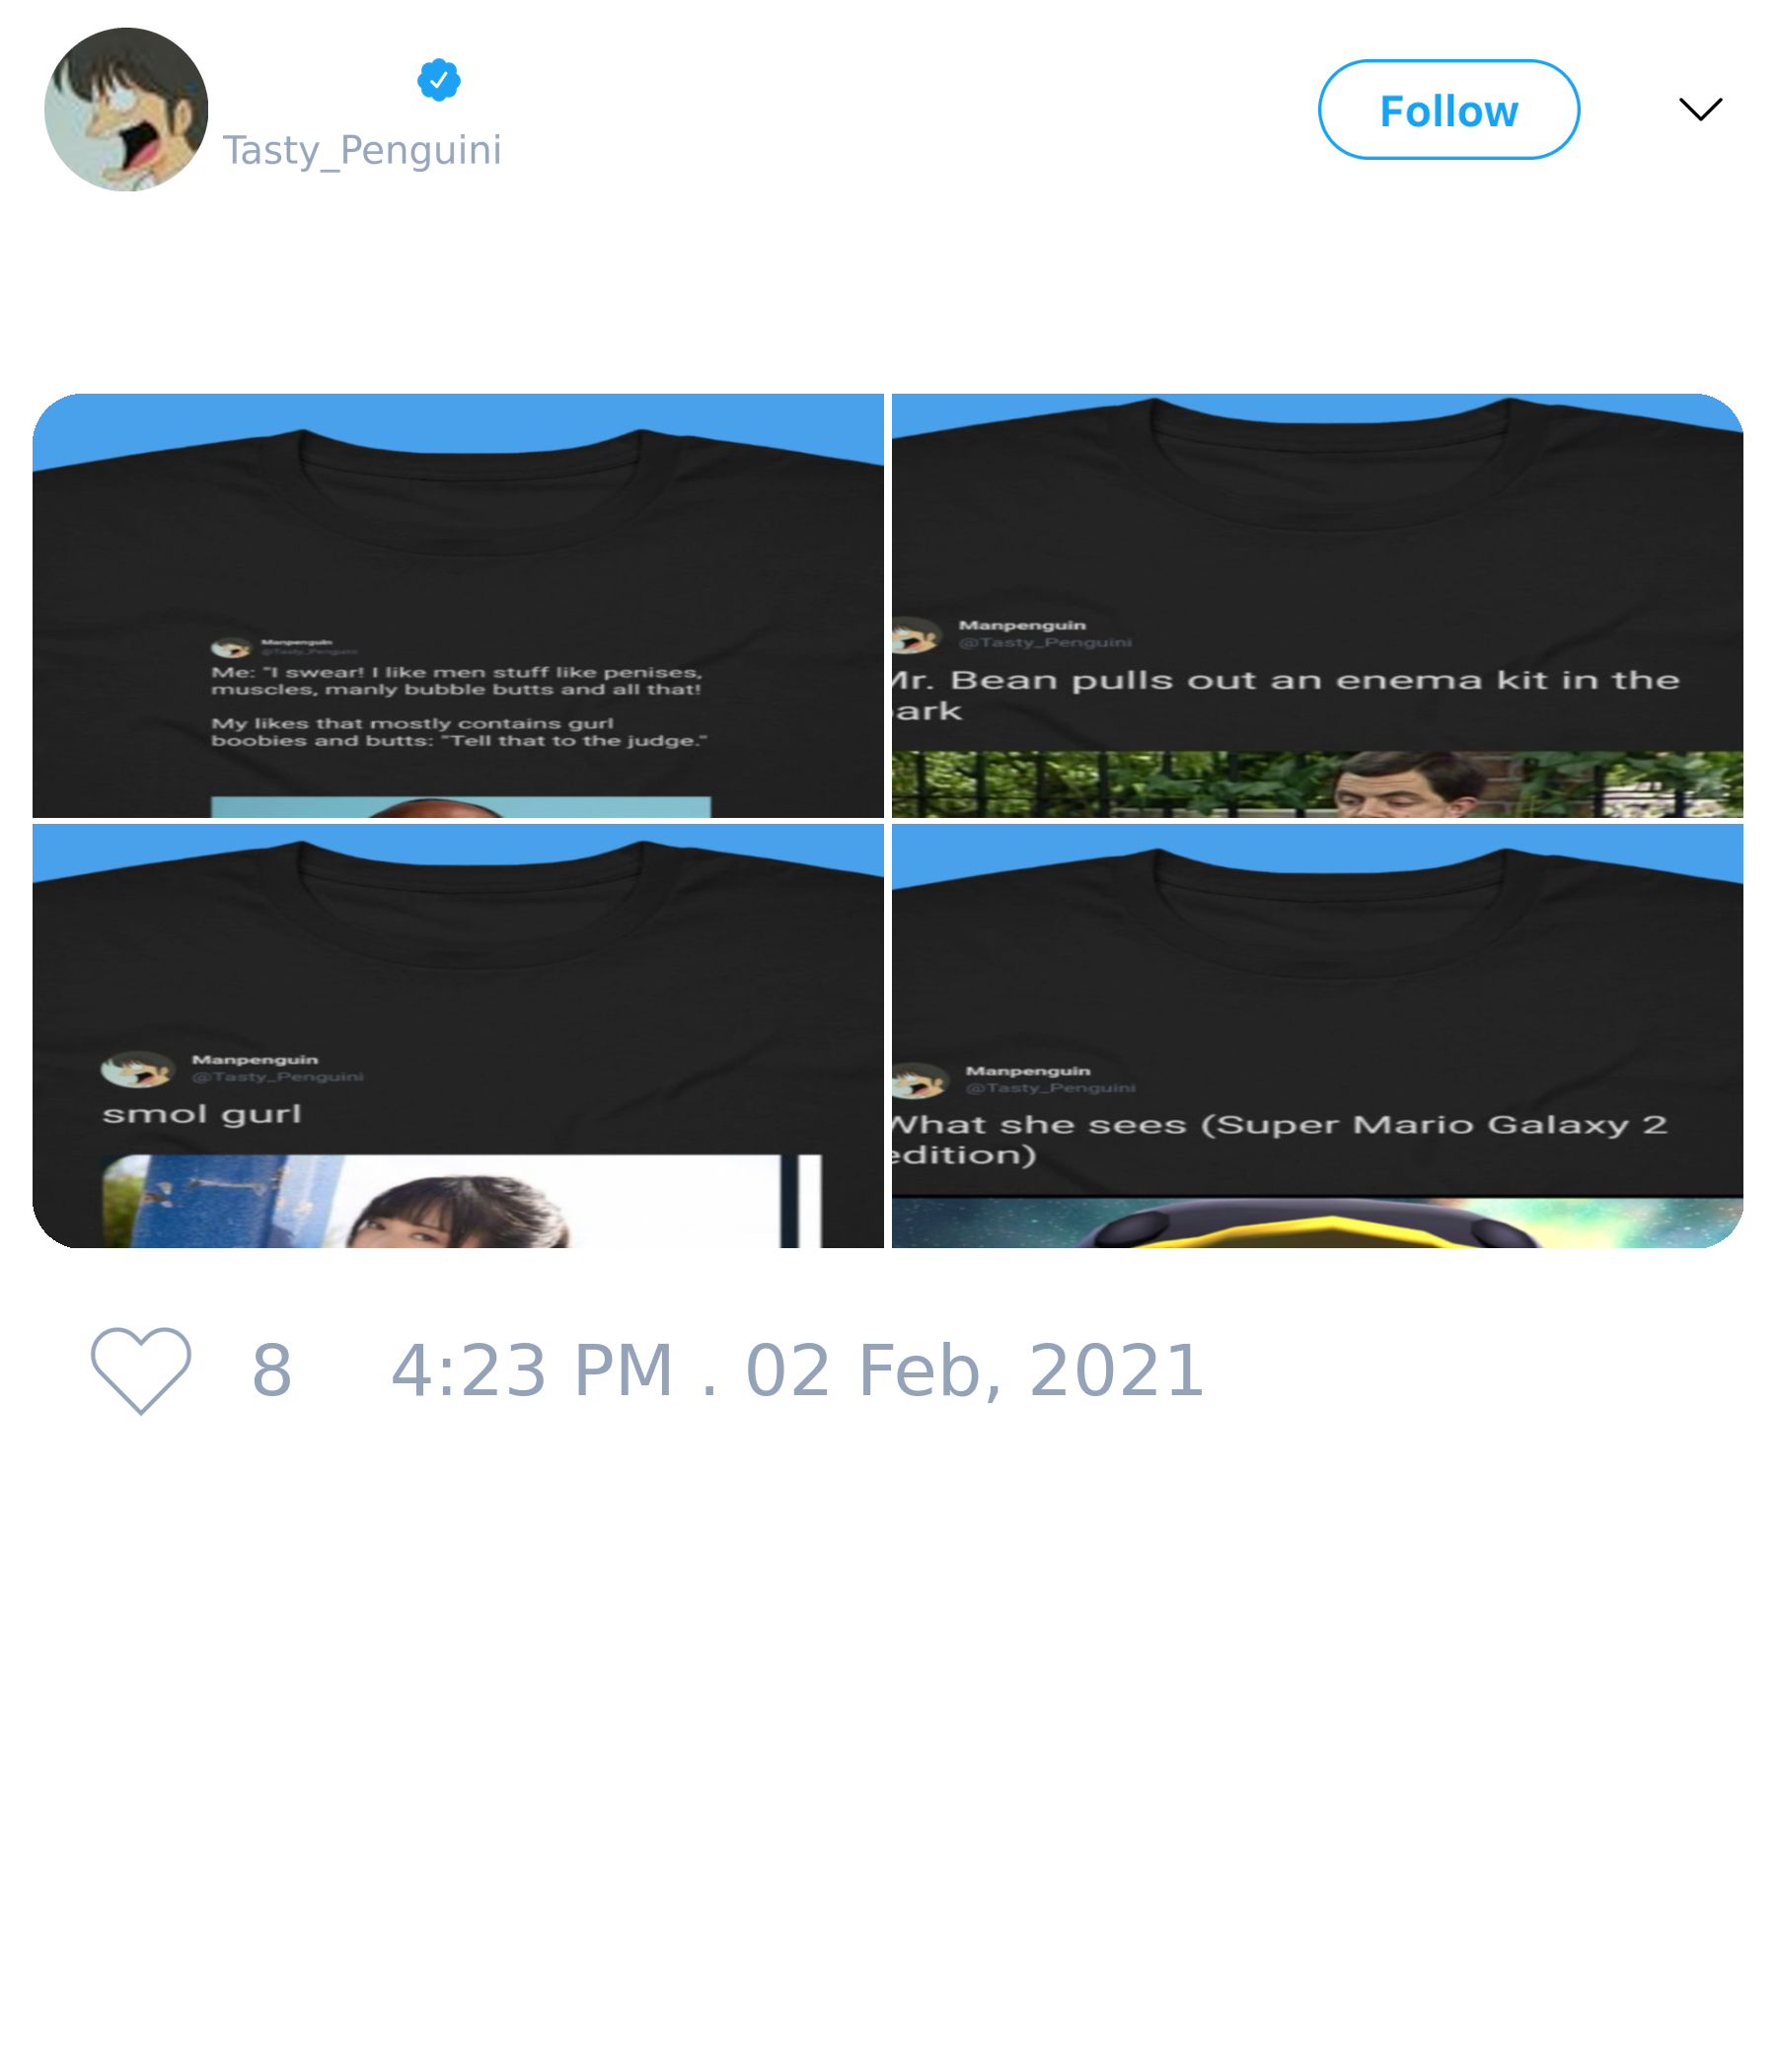 Tasty_Penguini
Follow
Manpenguin
@Tasty_Penguini
Me: "I swear! I like men stuff like penises,
muscles, manly bubble butts and all that!
My likes that mostly contains gurl
boobies and butts: "Tell that to the judge."
Manpenguin
@Tasty_Penguini
Mr. Bean pulls out an enema kit in the
ark
Manpenguin
@Tasty_Penguini
smol gurl
Manpenguin
@Tasty_Penguini
What she sees (Super Mario Galaxy 2
edition)
8 4:23 PM . 02 Feb, 2021